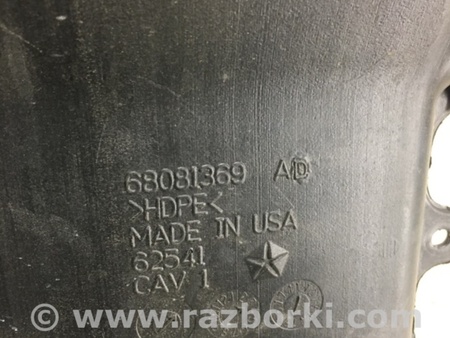 68081369 AD
>HDPE<
MADE IN USA
62541
CAV 1
www.razborki.com